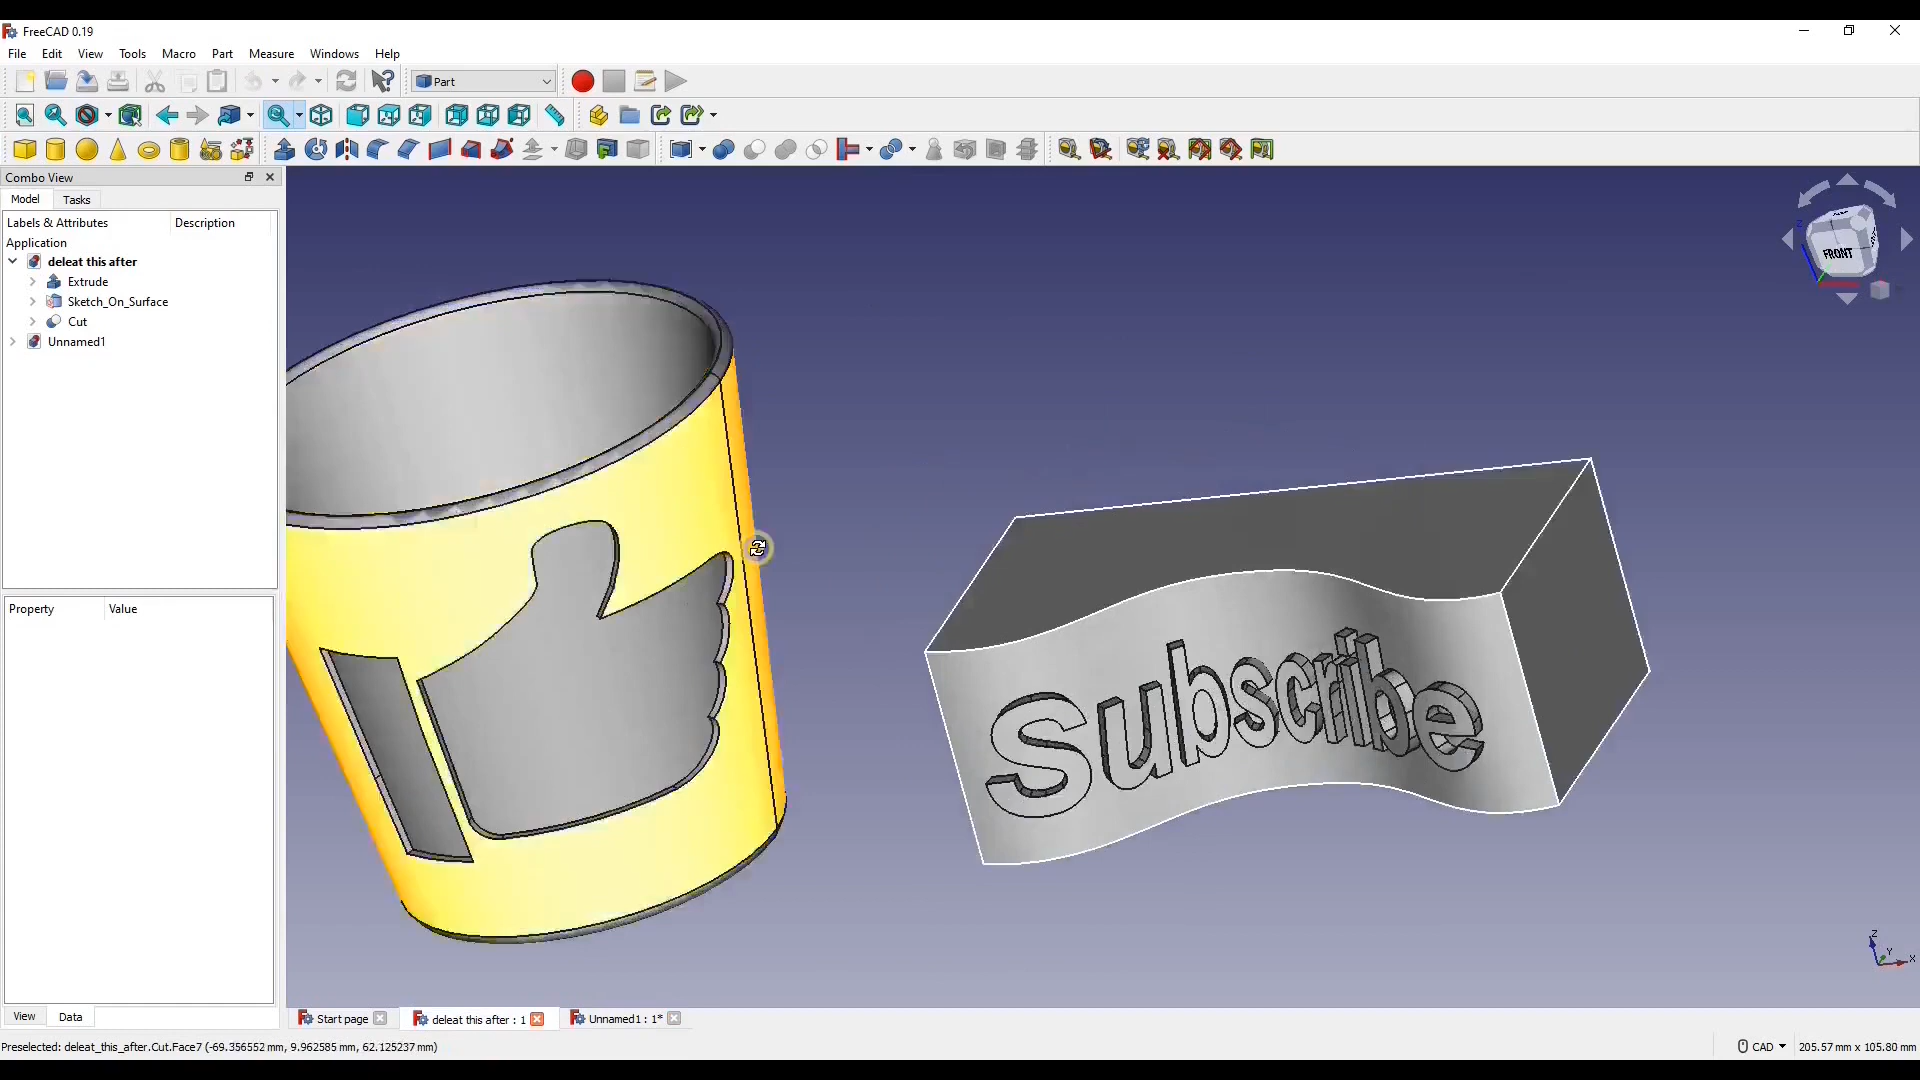 FreeCAD 0.19
File Edit View Tools Macro Part Measure Windows Help
Part
Combo View
Model Tasks
Labels & Attributes Description
Application
deleat this after
Extrude
Sketch_On_Surface
Cut
Unnamed1
Property Value
View Data
FRONT
Z
Subscribe
Z
Y
X
Start page
deleat this after : 1
Unnamed1 : 1*
Preselected: deleat_this_after.Cut.Face7 (-69.356552 mm, 9.962585 mm, 62.125237 mm)
CAD
205.57 mm x 105.80 mm